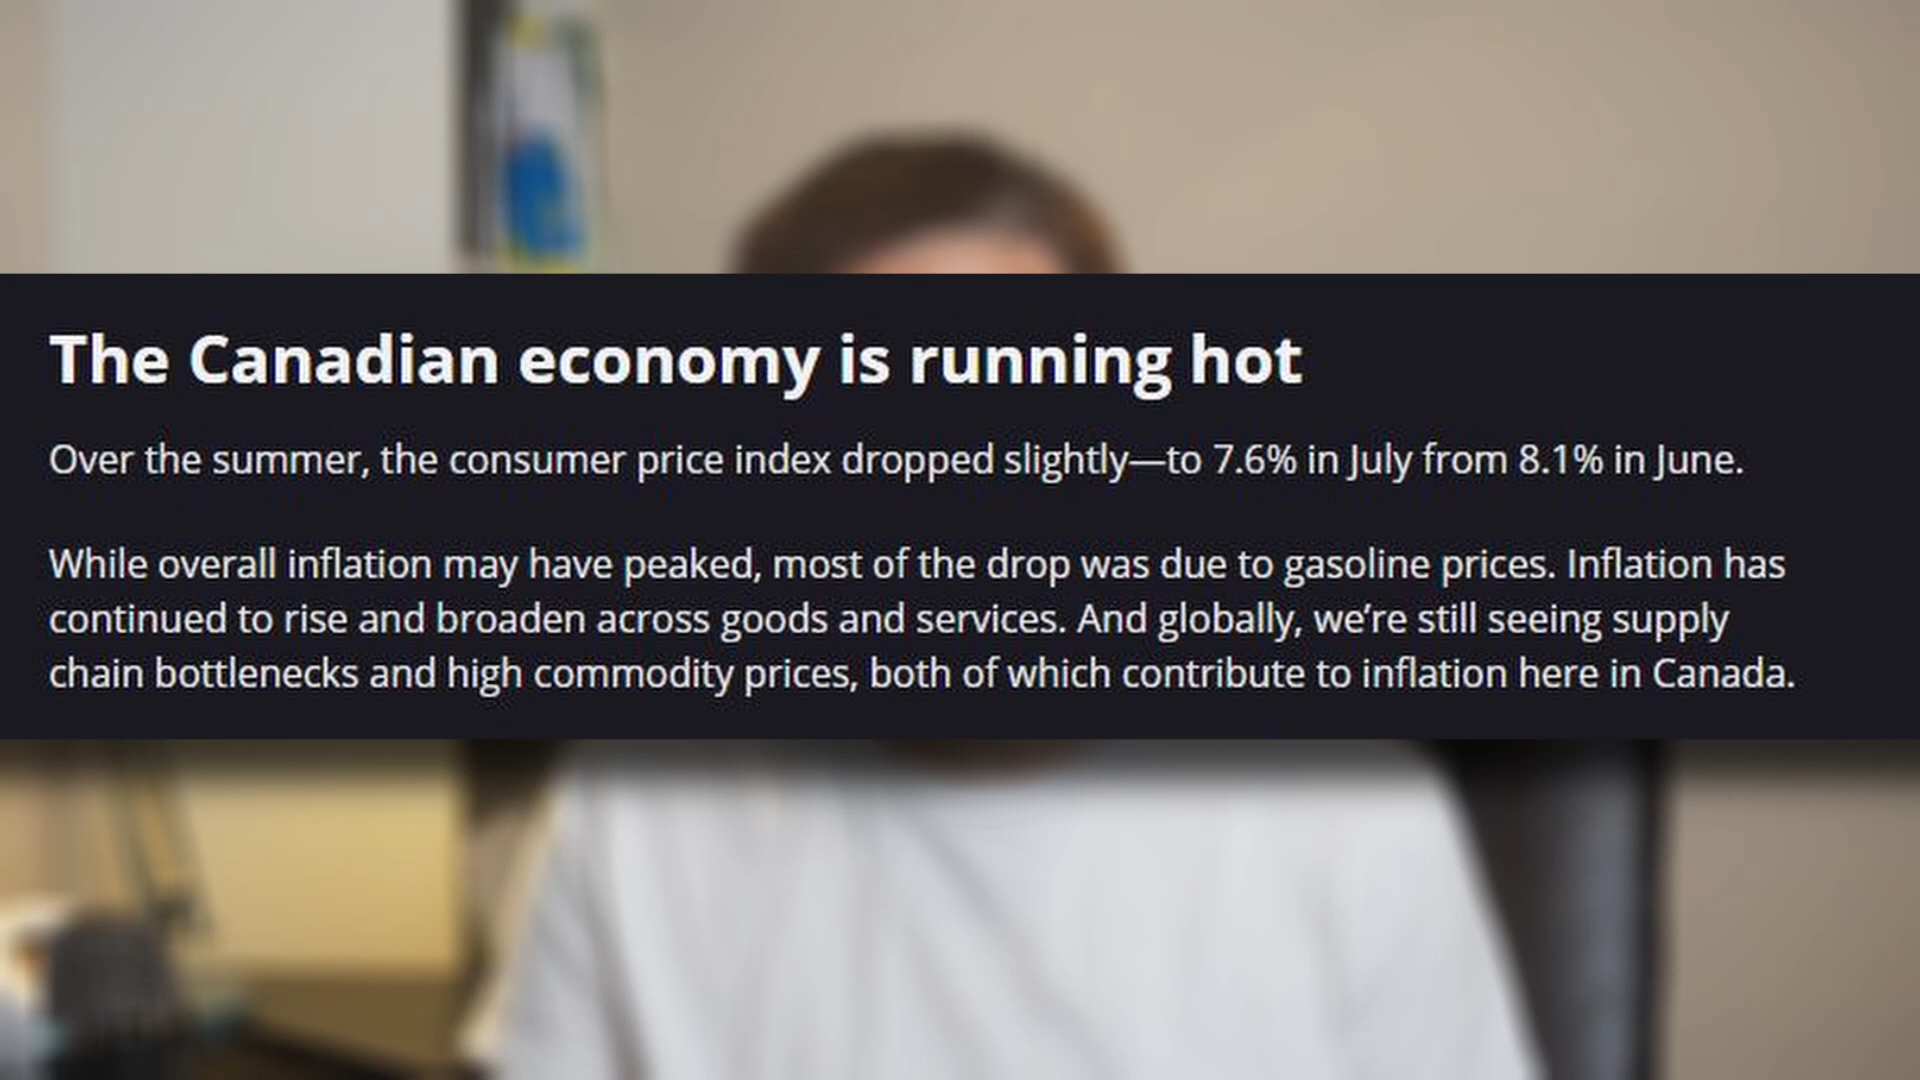 The Canadian economy is running hot
Over the summer, the consumer price index dropped slightly—to 7.6% in July from 8.1% in June.
While overall inflation may have peaked, most of the drop was due to gasoline prices. Inflation has
continued to rise and broaden across goods and services. And globally, we’re still seeing supply
chain bottlenecks and high commodity prices, both of which contribute to inflation here in Canada.